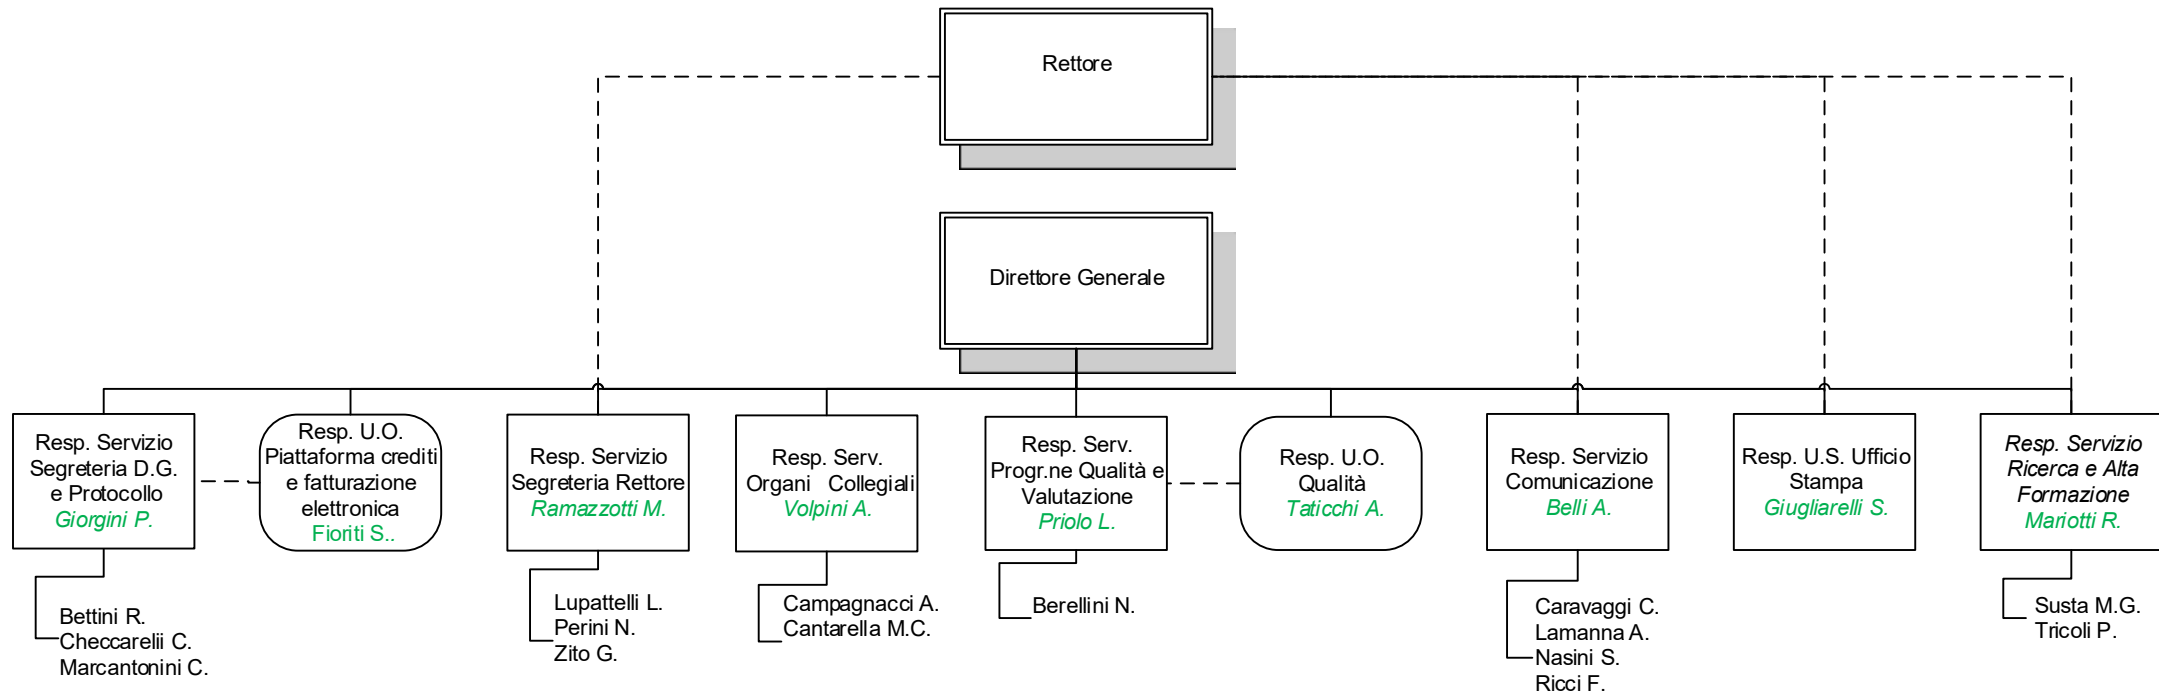 Rettore
Direttore Generale
Resp. Servizio
Segreteria D.G.
e Protocollo
Giorgini P.
Resp. U.O.
Piattaforma crediti
e fatturazione
elettronica
Fioriti S..
Resp. Servizio
Segreteria Rettore
Ramazzotti M.
Resp. Serv.
Organi Collegiali
Volpini A.
Resp. Serv.
Progr.ne Qualità e
Valutazione
Priolo L.
Resp. U.O.
Qualità
Taticchi A.
Resp. Servizio
Comunicazione
Belli A.
Resp. U.S. Ufficio
Stampa
Giugliarelli S.
Resp. Servizio
Ricerca e Alta
Formazione
Mariotti R.
Bettini R.
Checcarelii C.
Marcantonini C.
Lupattelli L.
Perini N.
Zito G.
Campagnacci A.
Cantarella M.C.
Berellini N.
Caravaggi C.
Lamanna A.
Nasini S.
Ricci F.
Susta M.G.
Tricoli P.